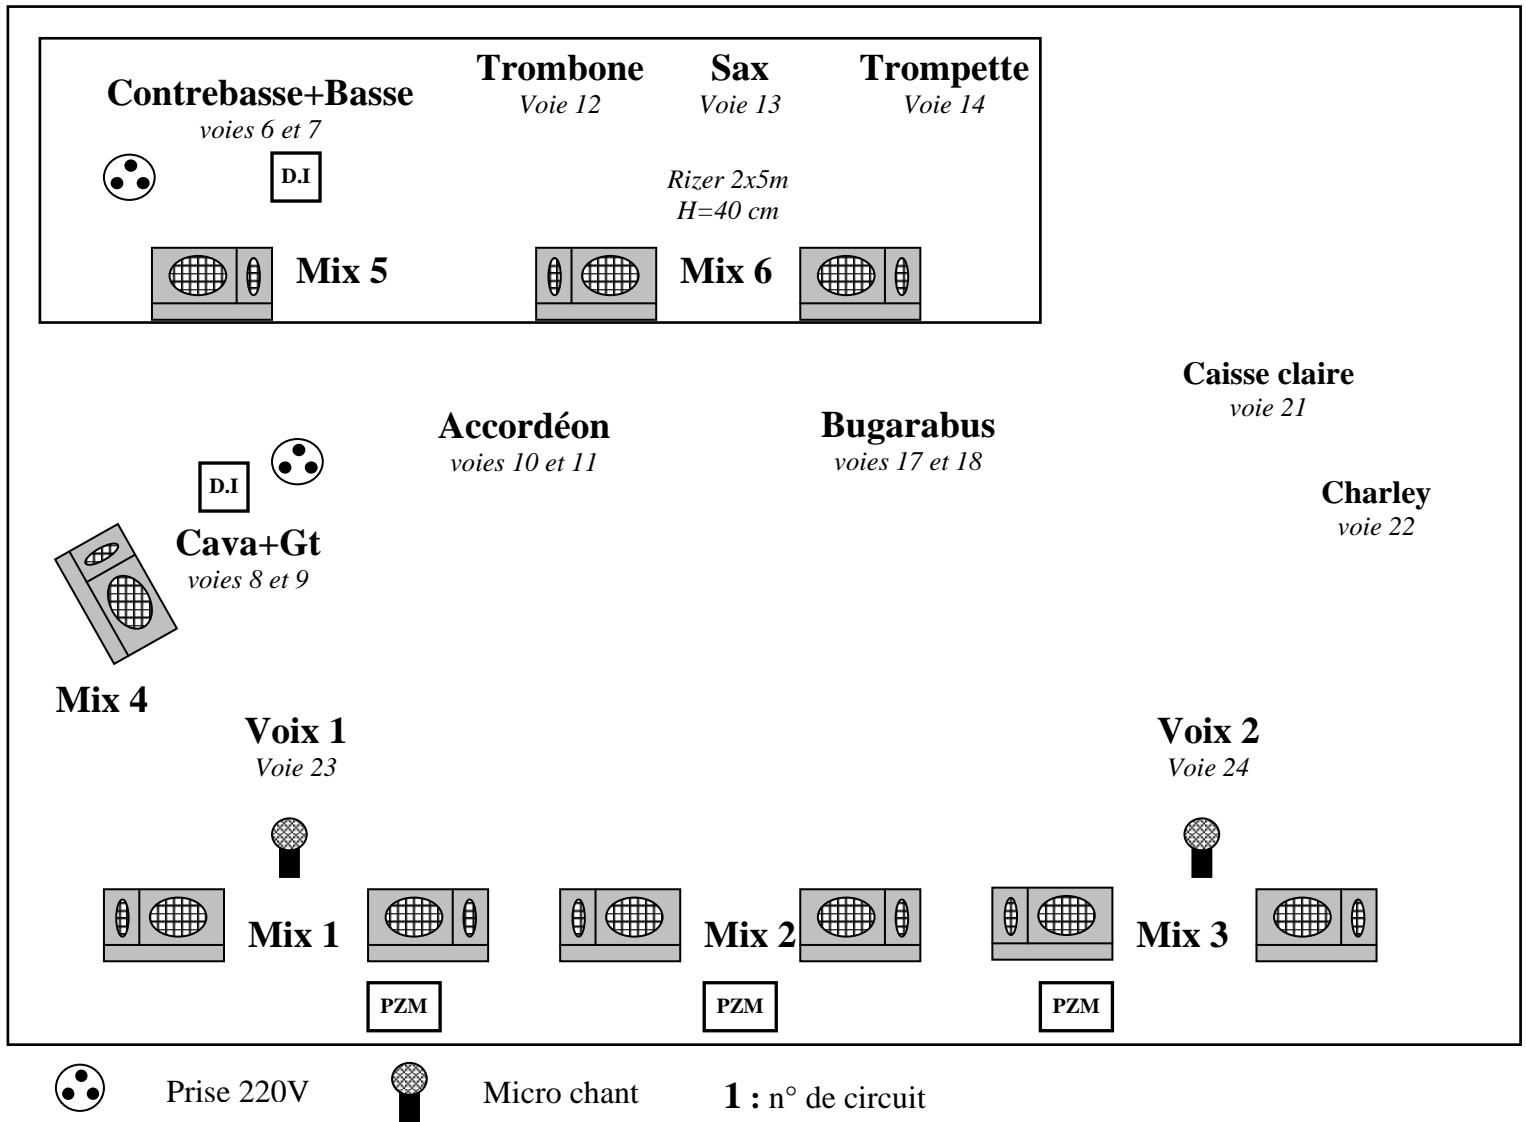 Contrebasse+Basse
voies 6 et 7
Trombone
Voie 12
Sax
Voie 13
Trompette
Voie 14
D.I
Rizer 2x5m
H=40 cm
Mix 5
Mix 6
Caisse claire
voie 21
Accordéon
voies 10 et 11
Bugarabus
voies 17 et 18
D.I
Charley
voie 22
Cava+Gt
voies 8 et 9
Mix 4
Voix 1
Voie 23
Voix 2
Voie 24
Mix 1
Mix 2
Mix 3
PZM
PZM
PZM
Prise 220V
Micro chant
1 : n° de circuit